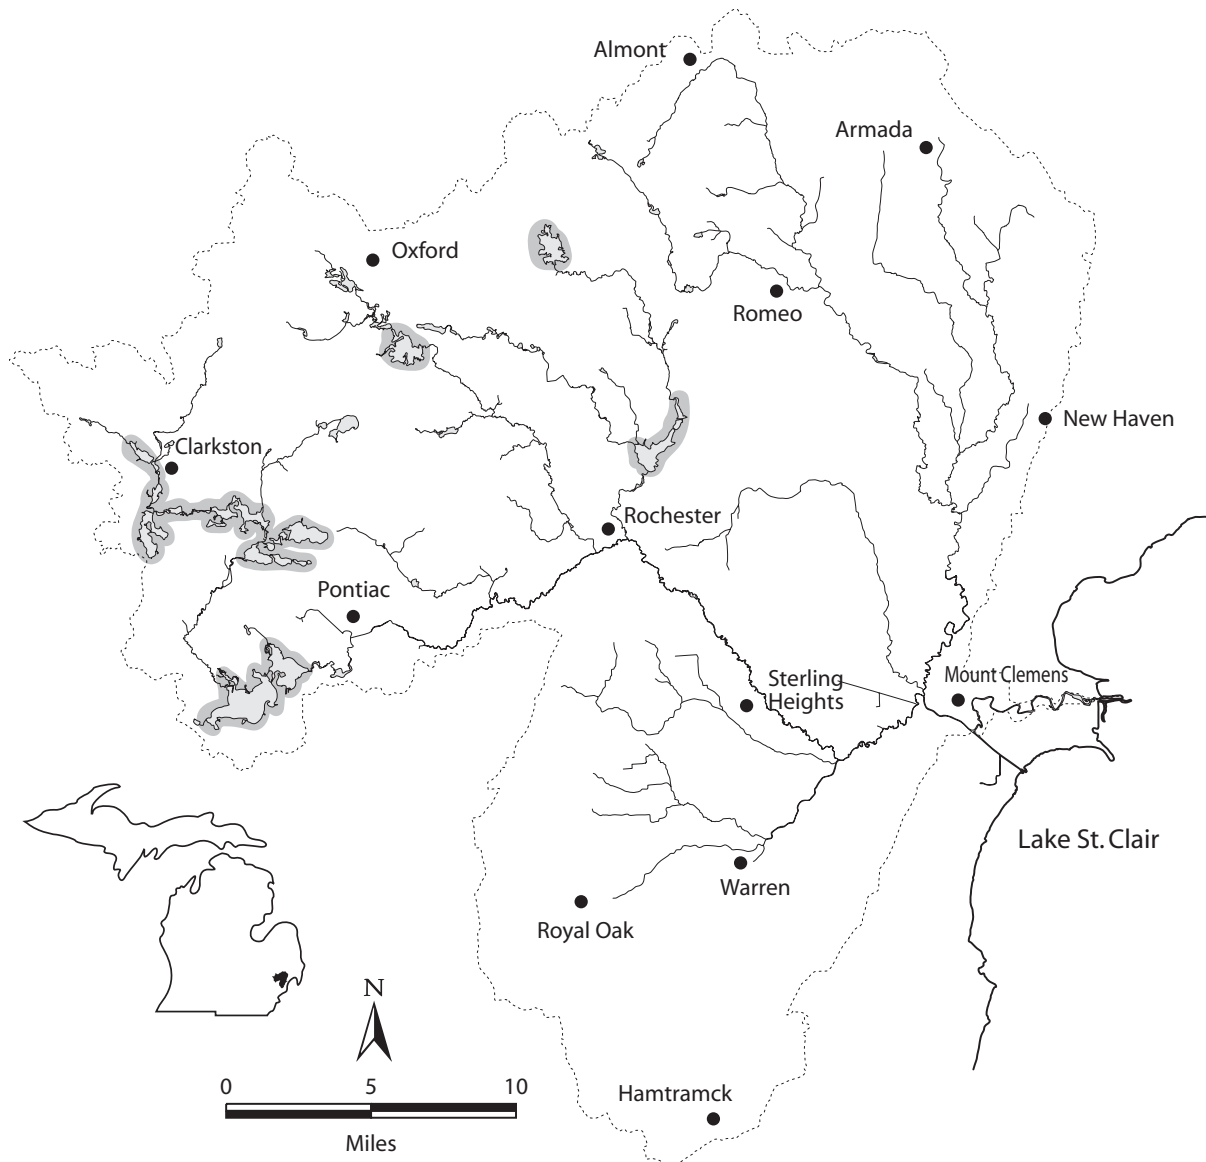 Almont
Armada
Oxford
Romeo
New Haven
Clarkston
Rochester
Pontiac
Sterling
Heights
Mount Clemens
Lake St. Clair
Warren
Royal Oak
N
0 5 10
Miles
Hamtramck